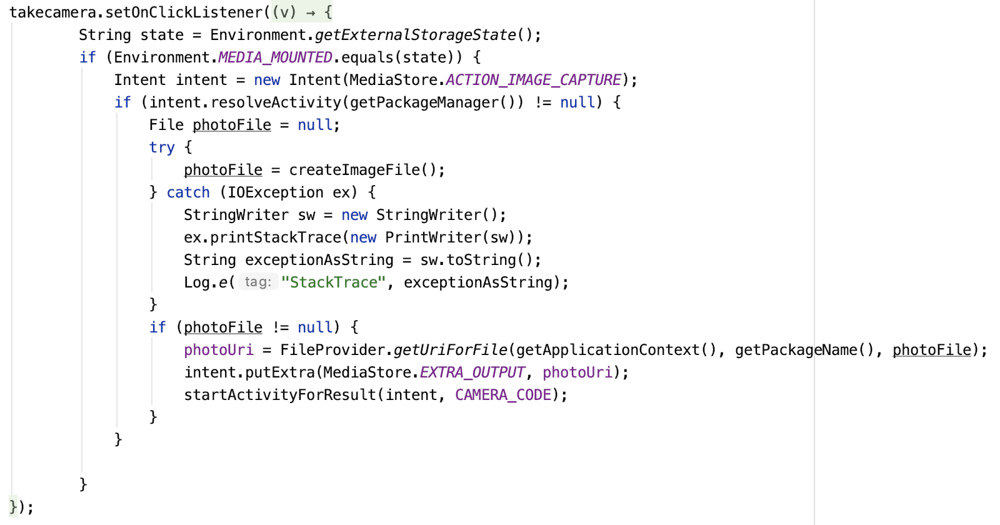 takecamera.setOnClickListener((v) → {
String state = Environment.getExternalStorageState();
if (Environment.MEDIA_MOUNTED.equals(state)) {
Intent intent = new Intent(MediaStore.ACTION_IMAGE_CAPTURE);
if (intent.resolveActivity(getPackageManager()) != null) {
File photoFile = null;
try {
photoFile = createImageFile();
} catch (IOException ex) {
StringWriter sw = new StringWriter();
ex.printStackTrace(new PrintWriter(sw));
String exceptionAsString = sw.toString();
Log.e( tag: "StackTrace", exceptionAsString);
}
if (photoFile != null) {
photoUri = FileProvider.getUriForFile(getApplicationContext(), getPackageName(), photoFile);
intent.putExtra(MediaStore.EXTRA_OUTPUT, photoUri);
startActivityForResult(intent, CAMERA_CODE);
}
}
}
});